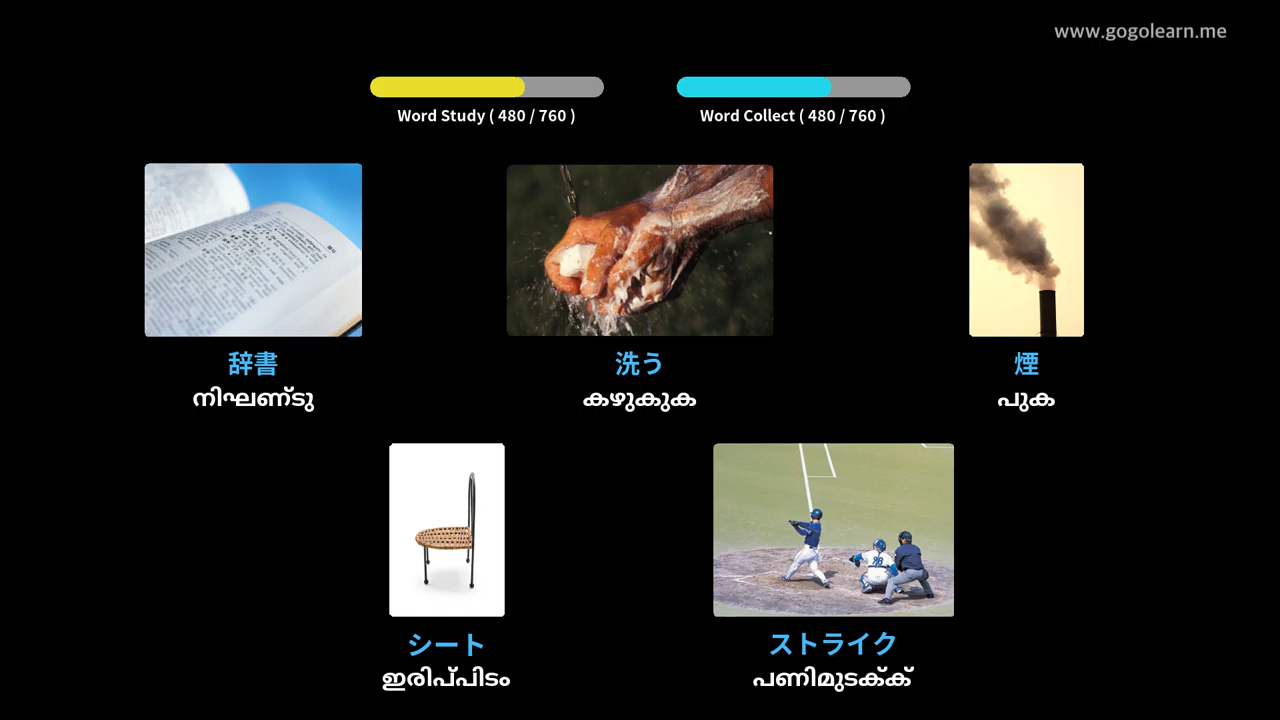 www.gogolearn.me
Word Study ( 480 / 760 )
Word Collect ( 480 / 760 )
辞書
നിഘണ്ടു
洗う
കഴുകുക
煙
പുക
シート
ഇരിപ്പിടം
ストライク
പണിമുടക്ക്